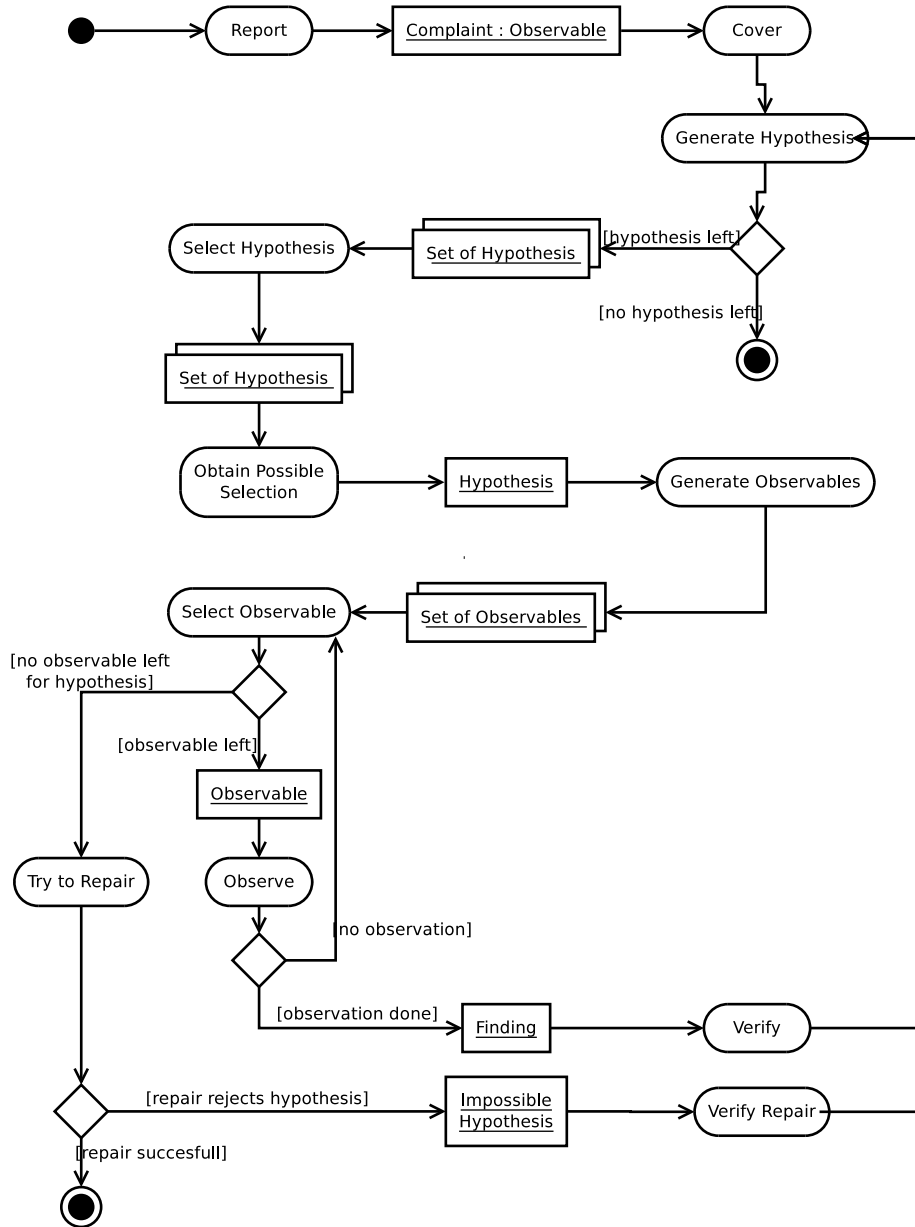 Report
Complaint : Observable
Cover
Generate Hypothesis
[hypothesis left]
Set of Hypothesis
Select Hypothesis
[no hypothesis left]
Set of Hypothesis
Obtain Possible
Selection
Hypothesis
Generate Observables
Select Observable
Set of Observables
[no observable left
for hypothesis]
[observable left]
Observable
Try to Repair
Observe
[no observation]
[observation done]
Finding
Verify
[repair rejects hypothesis]
Impossible
Hypothesis
Verify Repair
[repair succesfull]